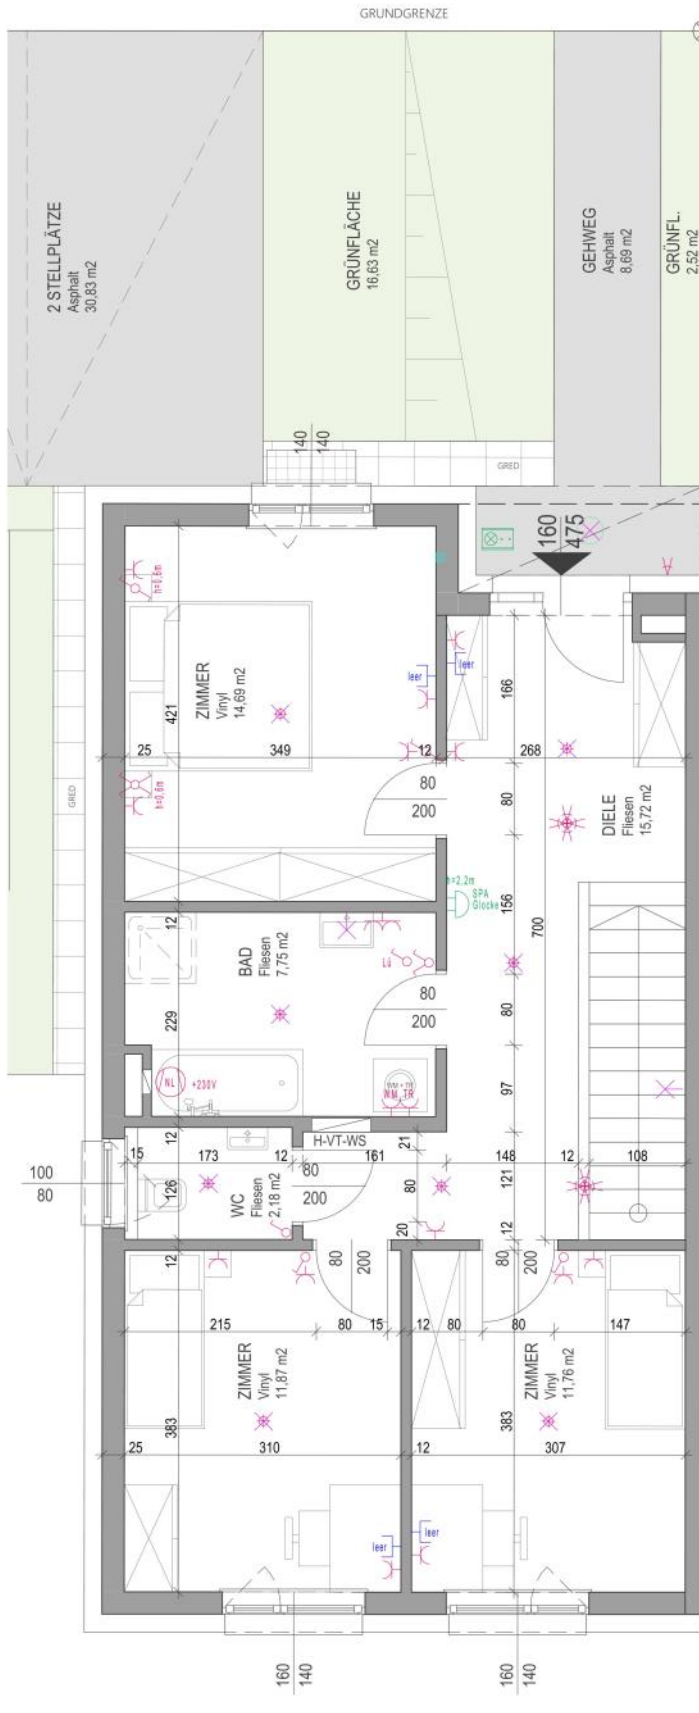 GRUNDGRENZE
2 STELLPLÄTZE
Asphalt
30,83 m2
GRÜNFLÄCHE
16,63 m2
GEHWEG
Asphalt
8,69 m2
GRÜNFL.
2,52 m2
140
140
GRED
160
475
h=0,6m
ZIMMER
Vinyl
14,69 m2
421
leer
leer
166
25
349
12
268
80
200
80
h=0,6m
GRED
DIELE
Fliesen
15,72 m2
h=2,2m
SPA
Glocke
156
700
12
BAD
Fliesen
7,75 m2
Lü
229
80
200
80
NL
+230V
WM + TR
WM TR
97
12
H-VT-WS
21
15
173
12
80
161
148
12
108
100
80
126
WC
Fliesen
2,18 m2
200
80
121
20
12
12
80
200
80
200
215
80
15
12
80
80
147
ZIMMER
Vinyl
11,87 m2
ZIMMER
Vinyl
11,76 m2
383
383
25
310
12
307
leer
leer
160
140
160
140